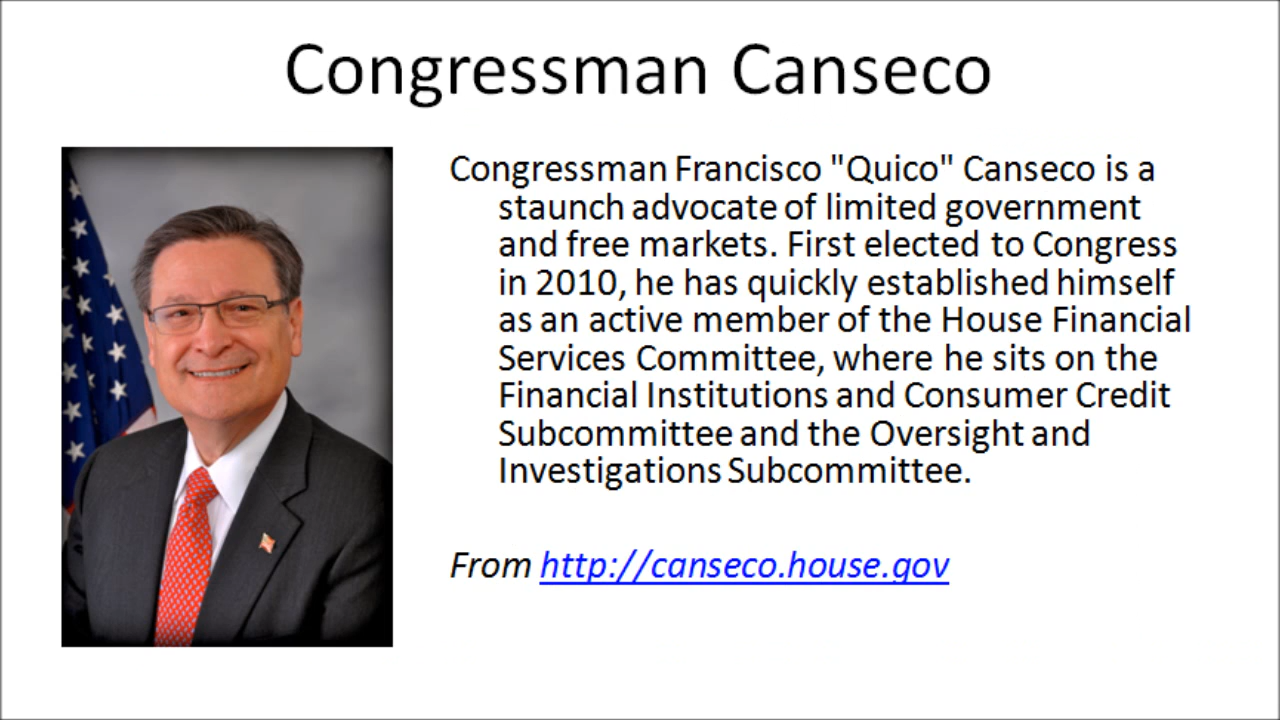 Congressman Canseco
Congressman Francisco "Quico" Canseco is a
staunch advocate of limited government
and free markets. First elected to Congress
in 2010, he has quickly established himself
as an active member of the House Financial
Services Committee, where he sits on the
Financial Institutions and Consumer Credit
Subcommittee and the Oversight and
Investigations Subcommittee.
From http://canseco.house.gov